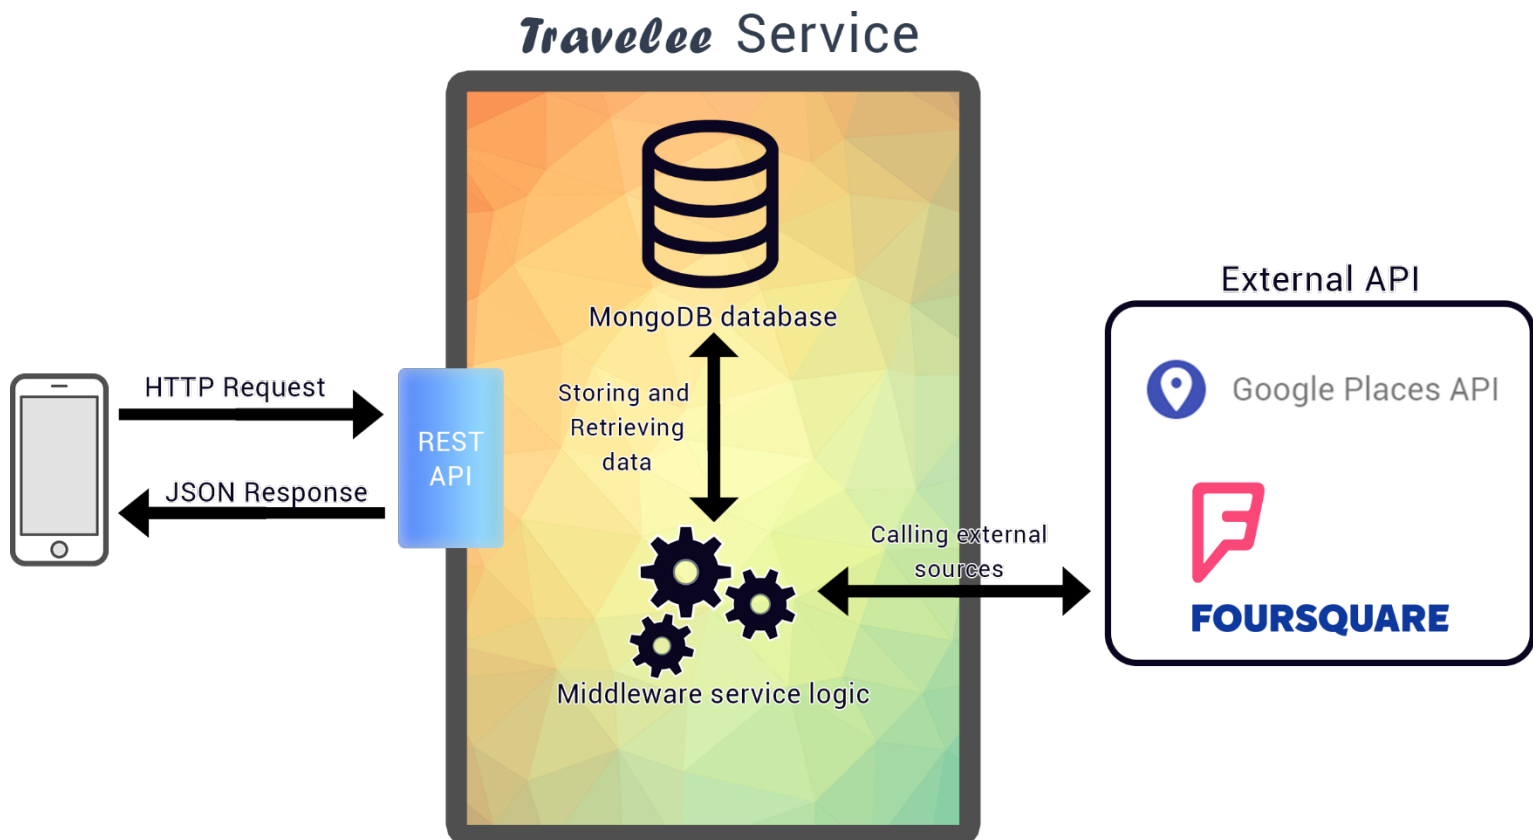 Travelee Service
MongoDB database
External API
HTTP Request
Google Places API
Storing and
Retrieving
data
REST
API
JSON Response
Calling external
sources
FOURSQUARE
Middleware service logic